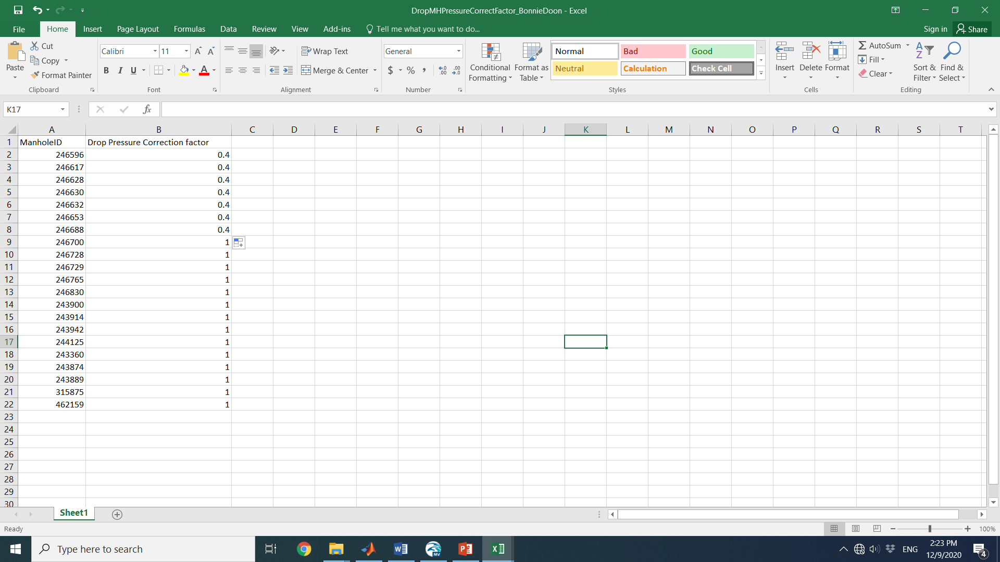 DropMHPressureCorrectFactor_BonnieDoon - Excel
File Home Insert Page Layout Formulas Data Review View Add-ins Tell me what you want to do... Sign in Share
Paste
Cut
Copy
Format Painter
Clipboard
Calibri 11
B I U
Font
Wrap Text
Merge & Center
Alignment
General
$ % ,
Number
Conditional Formatting
Format as Table
Normal Bad Good
Neutral Calculation Check Cell
Styles
Insert Delete Format
Cells
AutoSum
Fill
Clear
Sort & Filter
Find & Select
Editing
K17 fx
A B C D E F G H I J K L M N O P Q R S T
1 ManholeID Drop Pressure Correction factor
2 246596 0.4
3 246617 0.4
4 246628 0.4
5 246630 0.4
6 246632 0.4
7 246653 0.4
8 246688 0.4
9 246700 1
10 246728 1
11 246729 1
12 246765 1
13 246830 1
14 243900 1
15 243914 1
16 243942 1
17 244125 1
18 243360 1
19 243874 1
20 243889 1
21 315875 1
22 462159 1
23
24
25
26
27
28
29
30
Sheet1
Ready 100%
Type here to search
ENG
2:23 PM
12/9/2020
4